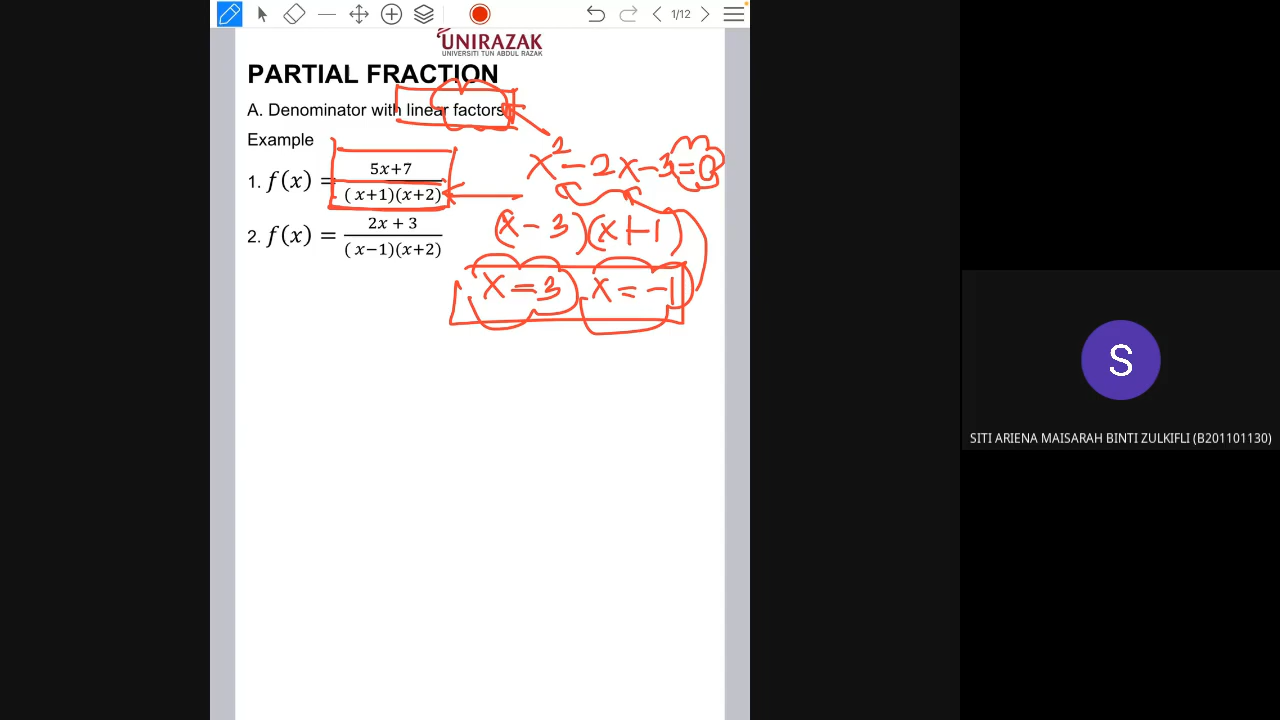 1/12
UNIRAZAK
UNIVERSITI TUN ABDUL RAZAK
PARTIAL FRACTION
A. Denominator with linear factors
Example
x² − 2x − 3 = 0
1. f(x) = 5x+7 / (x+1)(x+2)
(x − 3)(x + 1)
2. f(x) = 2x + 3 / (x−1)(x+2)
x = 3, x = −1
S
SITI ARIENA MAISARAH BINTI ZULKIFLI (B201101130)